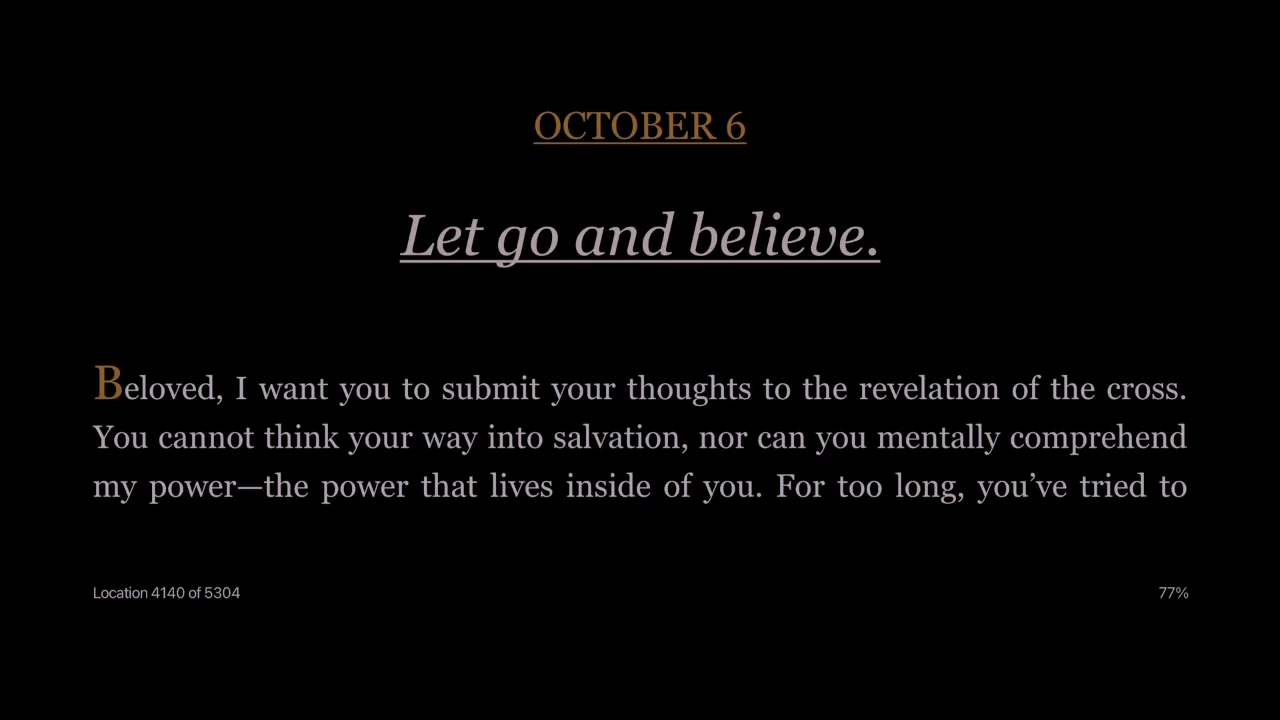 OCTOBER 6
Let go and believe.
Beloved, I want you to submit your thoughts to the revelation of the cross.
You cannot think your way into salvation, nor can you mentally comprehend
my power—the power that lives inside of you. For too long, you’ve tried to
Location 4140 of 5304
77%